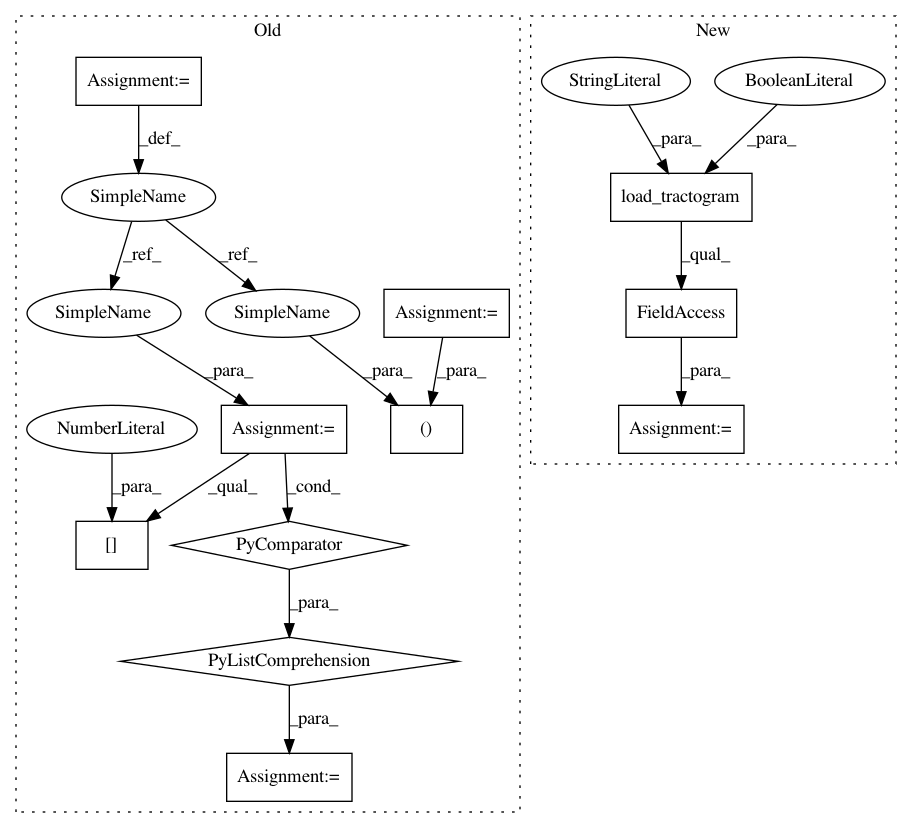 Old
New
Assignment:=
StringLiteral
BooleanLiteral
_def_
_para_
_para_
SimpleName
load_tractogram
_ref_
_ref_
_qual_
SimpleName
SimpleName
Assignment:=
FieldAccess
_para_
_para_
_para_
_para_
NumberLiteral
Assignment:=
()
Assignment:=
_para_
_qual_
_cond_
[]
PyComparator
_para_
PyListComprehension
_para_
Assignment:=